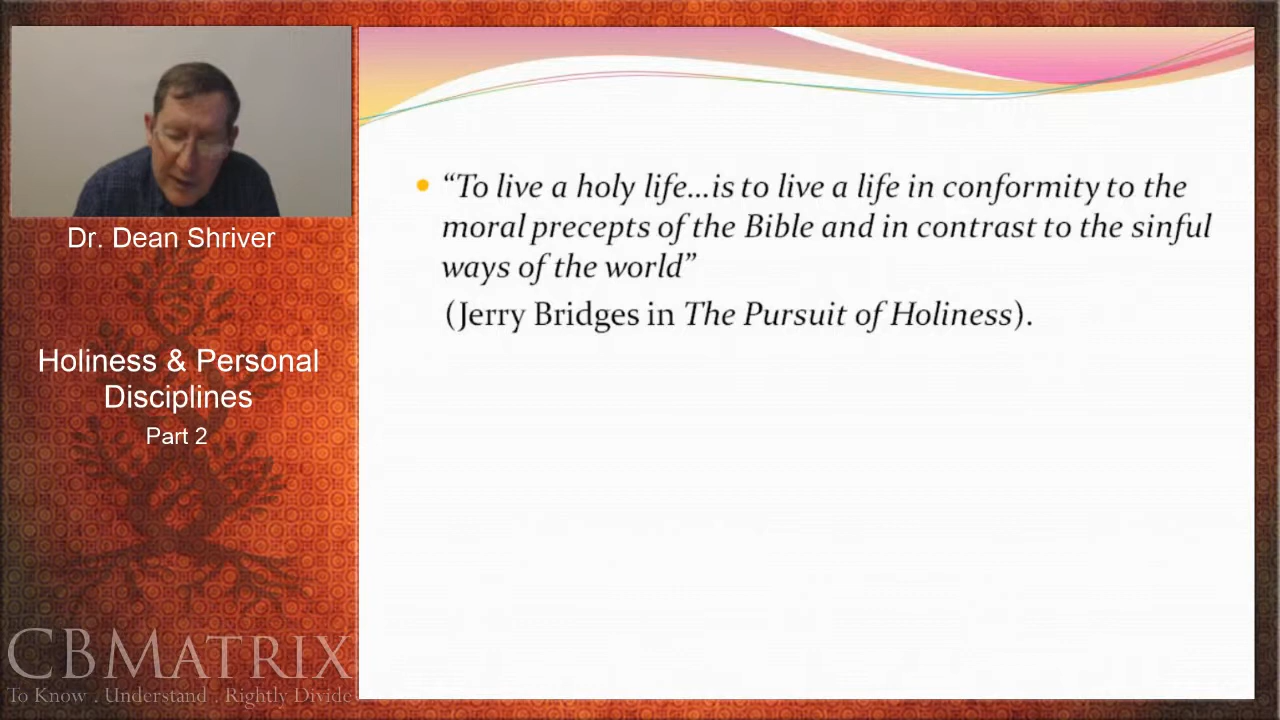 Dr. Dean Shriver
Holiness & Personal
Disciplines
Part 2
CBMATRIX
To Know . Understand . Rightly Divide
• “To live a holy life...is to live a life in conformity to the
moral precepts of the Bible and in contrast to the sinful
ways of the world”
(Jerry Bridges in The Pursuit of Holiness).